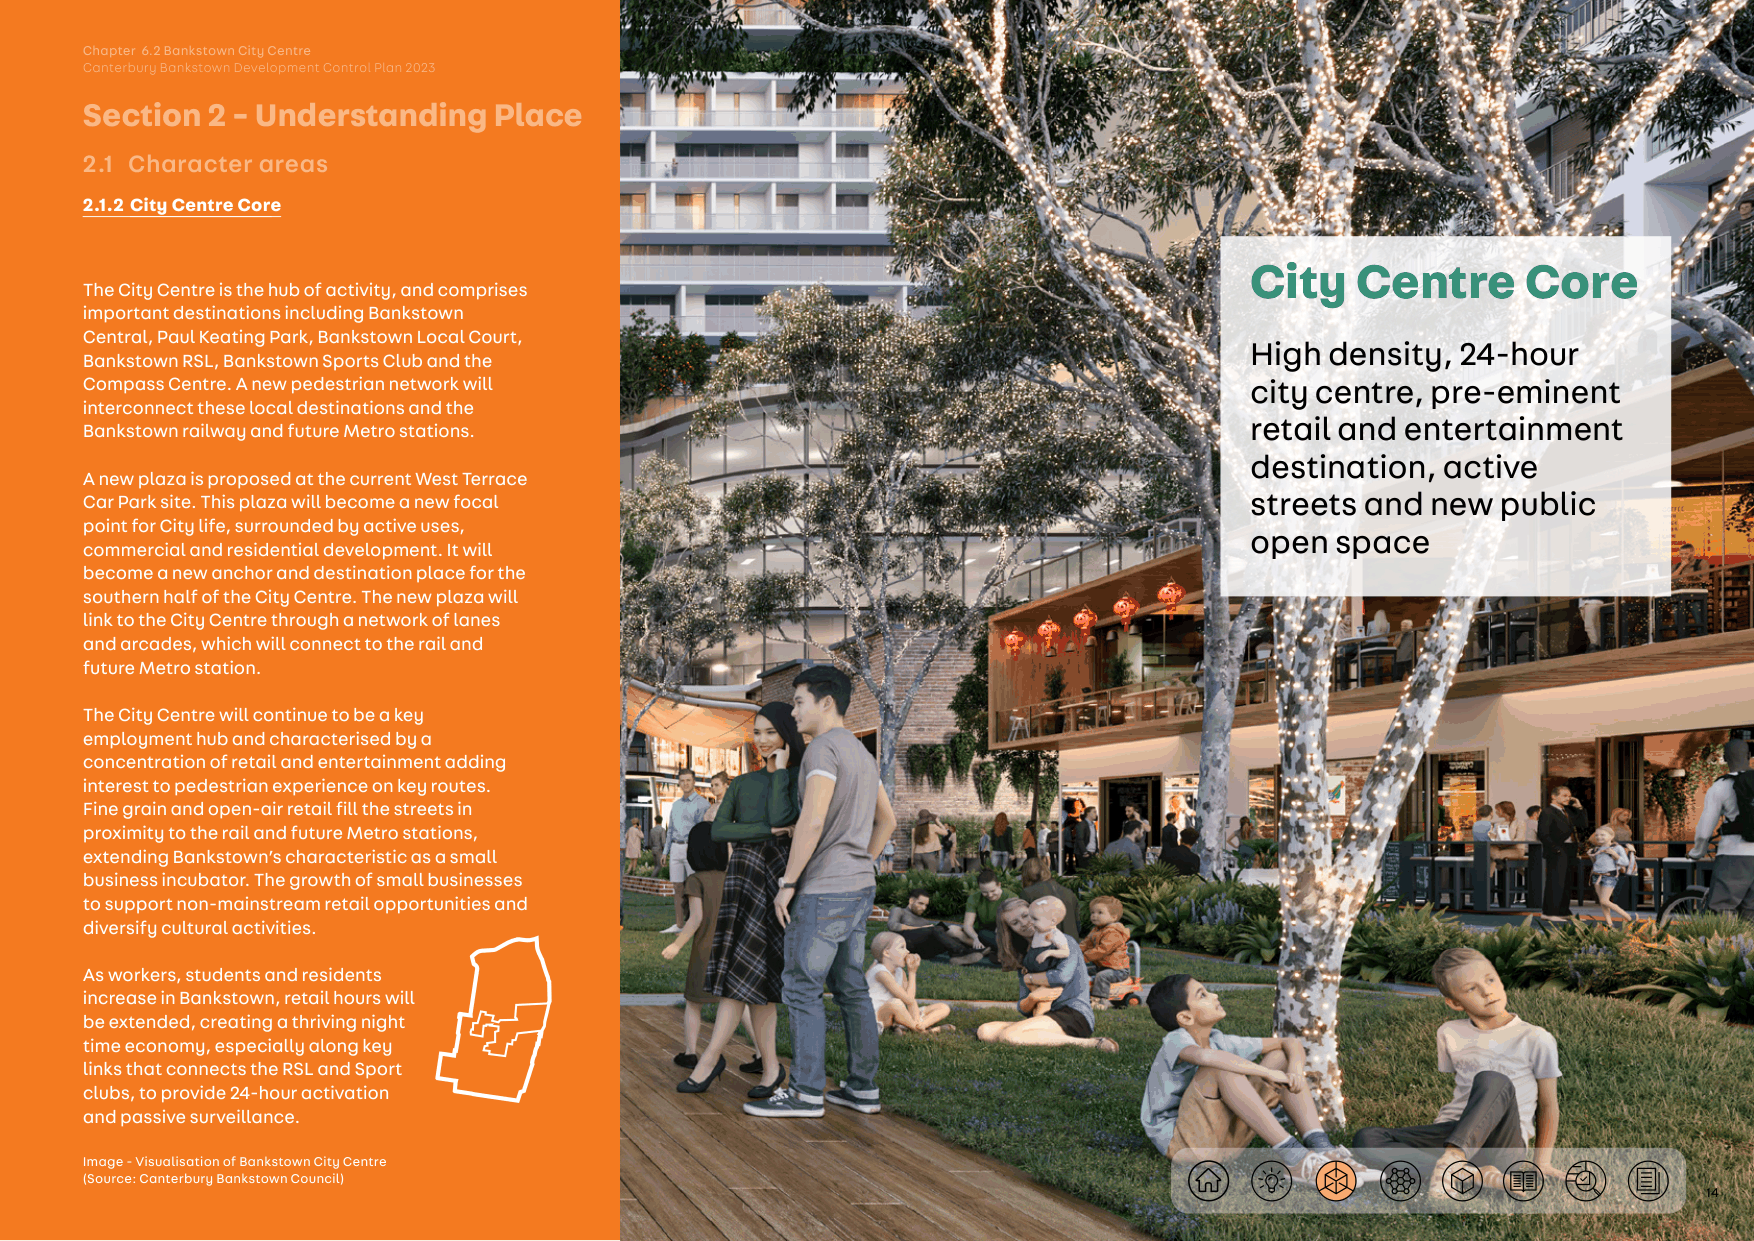 Chapter 6.2 Bankstown City Centre
Canterbury Bankstown Development Control Plan 2023
Section 2 – Understanding Place
2.1 Character areas
2.1.2 City Centre Core
The City Centre is the hub of activity, and comprises
important destinations including Bankstown
Central, Paul Keating Park, Bankstown Local Court,
Bankstown RSL, Bankstown Sports Club and the
Compass Centre. A new pedestrian network will
interconnect these local destinations and the
Bankstown railway and future Metro stations.
A new plaza is proposed at the current West Terrace
Car Park site. This plaza will become a new focal
point for City life, surrounded by active uses,
commercial and residential development. It will
become a new anchor and destination place for the
southern half of the City Centre. The new plaza will
link to the City Centre through a network of lanes
and arcades, which will connect to the rail and
future Metro station.
The City Centre will continue to be a key
employment hub and characterised by a
concentration of retail and entertainment adding
interest to pedestrian experience on key routes.
Fine grain and open-air retail fill the streets in
proximity to the rail and future Metro stations,
extending Bankstown's characteristic as a small
business incubator. The growth of small businesses
to support non-mainstream retail opportunities and
diversify cultural activities.
As workers, students and residents
increase in Bankstown, retail hours will
be extended, creating a thriving night
time economy, especially along key
links that connects the RSL and Sport
clubs, to provide 24-hour activation
and passive surveillance.
Image - Visualisation of Bankstown City Centre
(Source: Canterbury Bankstown Council)
City Centre Core
High density, 24-hour
city centre, pre-eminent
retail and entertainment
destination, active
streets and new public
open space
14